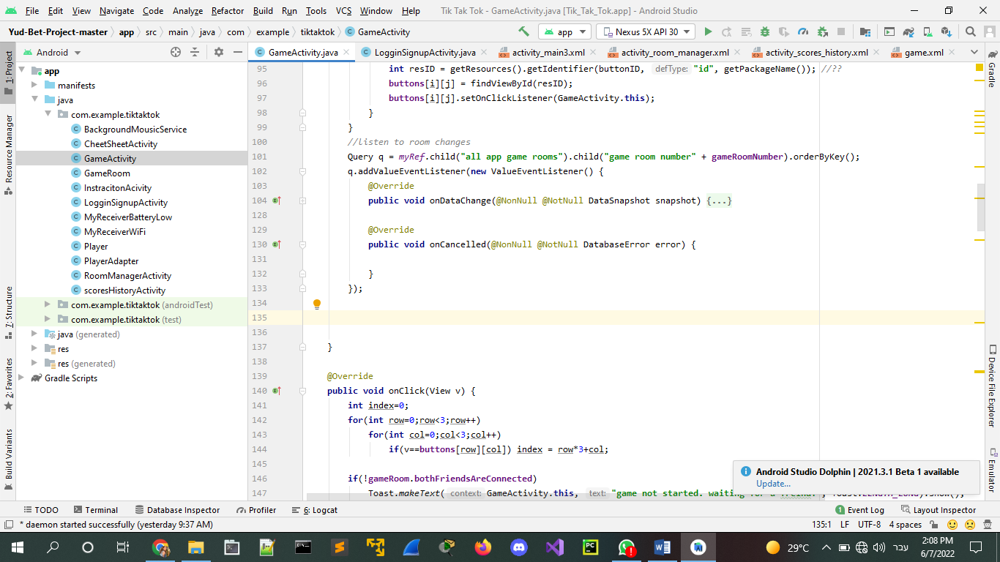 File Edit View Navigate Code Analyze Refactor Build Run Tools VCS Window Help Tik Tak Tok - GameActivity.java [Tik_Tak_Tok.app] - Android Studio
Yud-Bet-Project-master app src main java com example tiktaktok GameActivity app Nexus 5X API 30
Android
GameActivity.java LogginSignupActivity.java activity_main3.xml activity_room_manager.xml activity_scores_history.xml game.xml
1: Project
Resource Manager
7: Structure
2: Favorites
Build Variants
app
manifests
java
com.example.tiktaktok
BackgroundMousicService
CheetSheetActivity
GameActivity
GameRoom
InstracitonAcivity
LogginSignupActivity
MyReceiverBatteryLow
MyReceiverWiFi
Player
PlayerAdapter
RoomManagerActivity
scoresHistoryActivity
com.example.tiktaktok (androidTest)
com.example.tiktaktok (test)
java (generated)
res
res (generated)
Gradle Scripts
95 int resID = getResources().getIdentifier(buttonID, defType: "id", getPackageName()); //??
96 buttons[i][j] = findViewById(resID);
97 buttons[i][j].setOnClickListener(GameActivity.this);
98 }
99 }
100 //listen to room changes
101 Query q = myRef.child("all app game rooms").child("game room number" + gameRoomNumber).orderByKey();
102 q.addValueEventListener(new ValueEventListener() {
103 @Override
104 public void onDataChange(@NonNull @NotNull DataSnapshot snapshot) {...}
128
129 @Override
130 public void onCancelled(@NonNull @NotNull DatabaseError error) {
131
132 }
133 });
134
135
136
137 }
138
139 @Override
140 public void onClick(View v) {
141 int index=0;
142 for(int row=0;row<3;row++)
143 for(int col=0;col<3;col++)
144 if(v==buttons[row][col]) index = row*3+col;
145
146 if(!gameRoom.bothFriendsAreConnected)
147 Toast.makeText( context: GameActivity.this, text: "game not started. waiting for a
Gradle
Device File Explorer
Emulator
Android Studio Dolphin | 2021.3.1 Beta 1 available
Update...
TODO Terminal Database Inspector Profiler 6: Logcat 1 Event Log Layout Inspector
* daemon started successfully (yesterday 9:37 AM) 135:1 LF UTF-8 4 spaces
29°C עבר 2:08 PM
6/7/2022